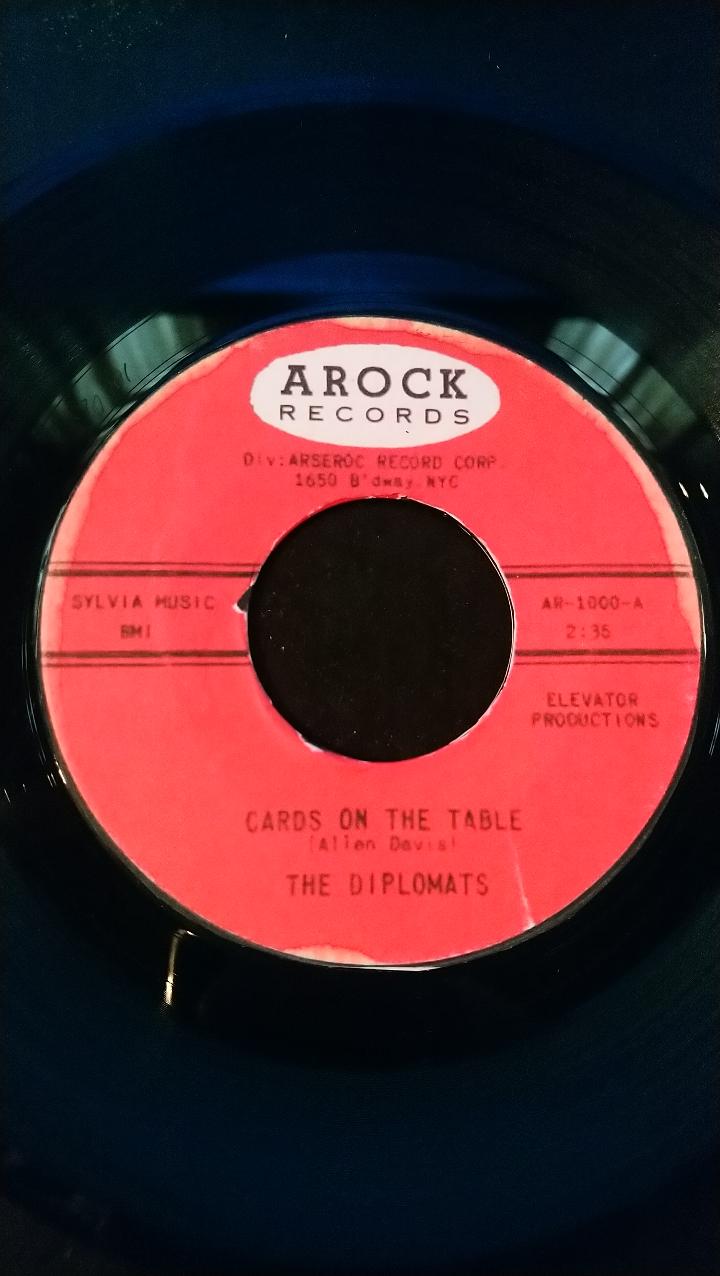 AROCK
RECORDS
Div:ARSEROC RECORD CORP.
1650 B'dway NYC
SYLVIA MUSIC
BMI
AR-1000-A
2:35
ELEVATOR
PRODUCTIONS
CARDS ON THE TABLE
(Allen Davis)
THE DIPLOMATS